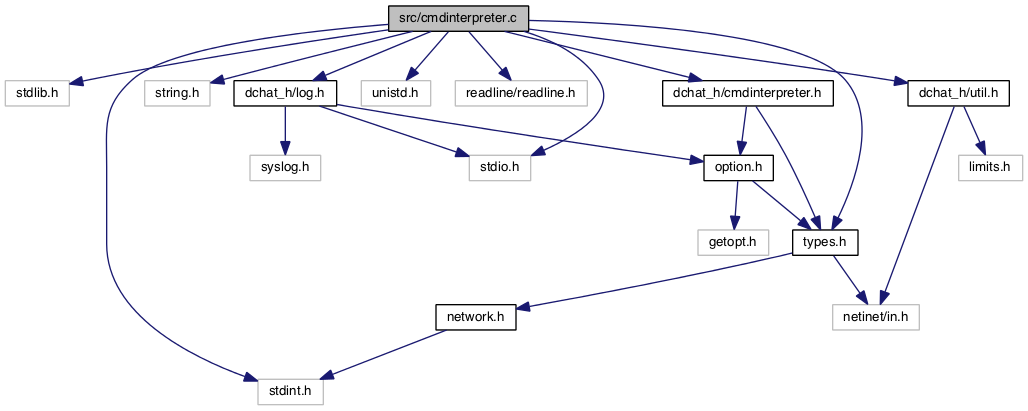 src/cmdinterpreter.c
stdlib.h
string.h
dchat_h/log.h
unistd.h
readline/readline.h
dchat_h/cmdinterpreter.h
dchat_h/util.h
syslog.h
stdio.h
option.h
limits.h
getopt.h
types.h
network.h
netinet/in.h
stdint.h